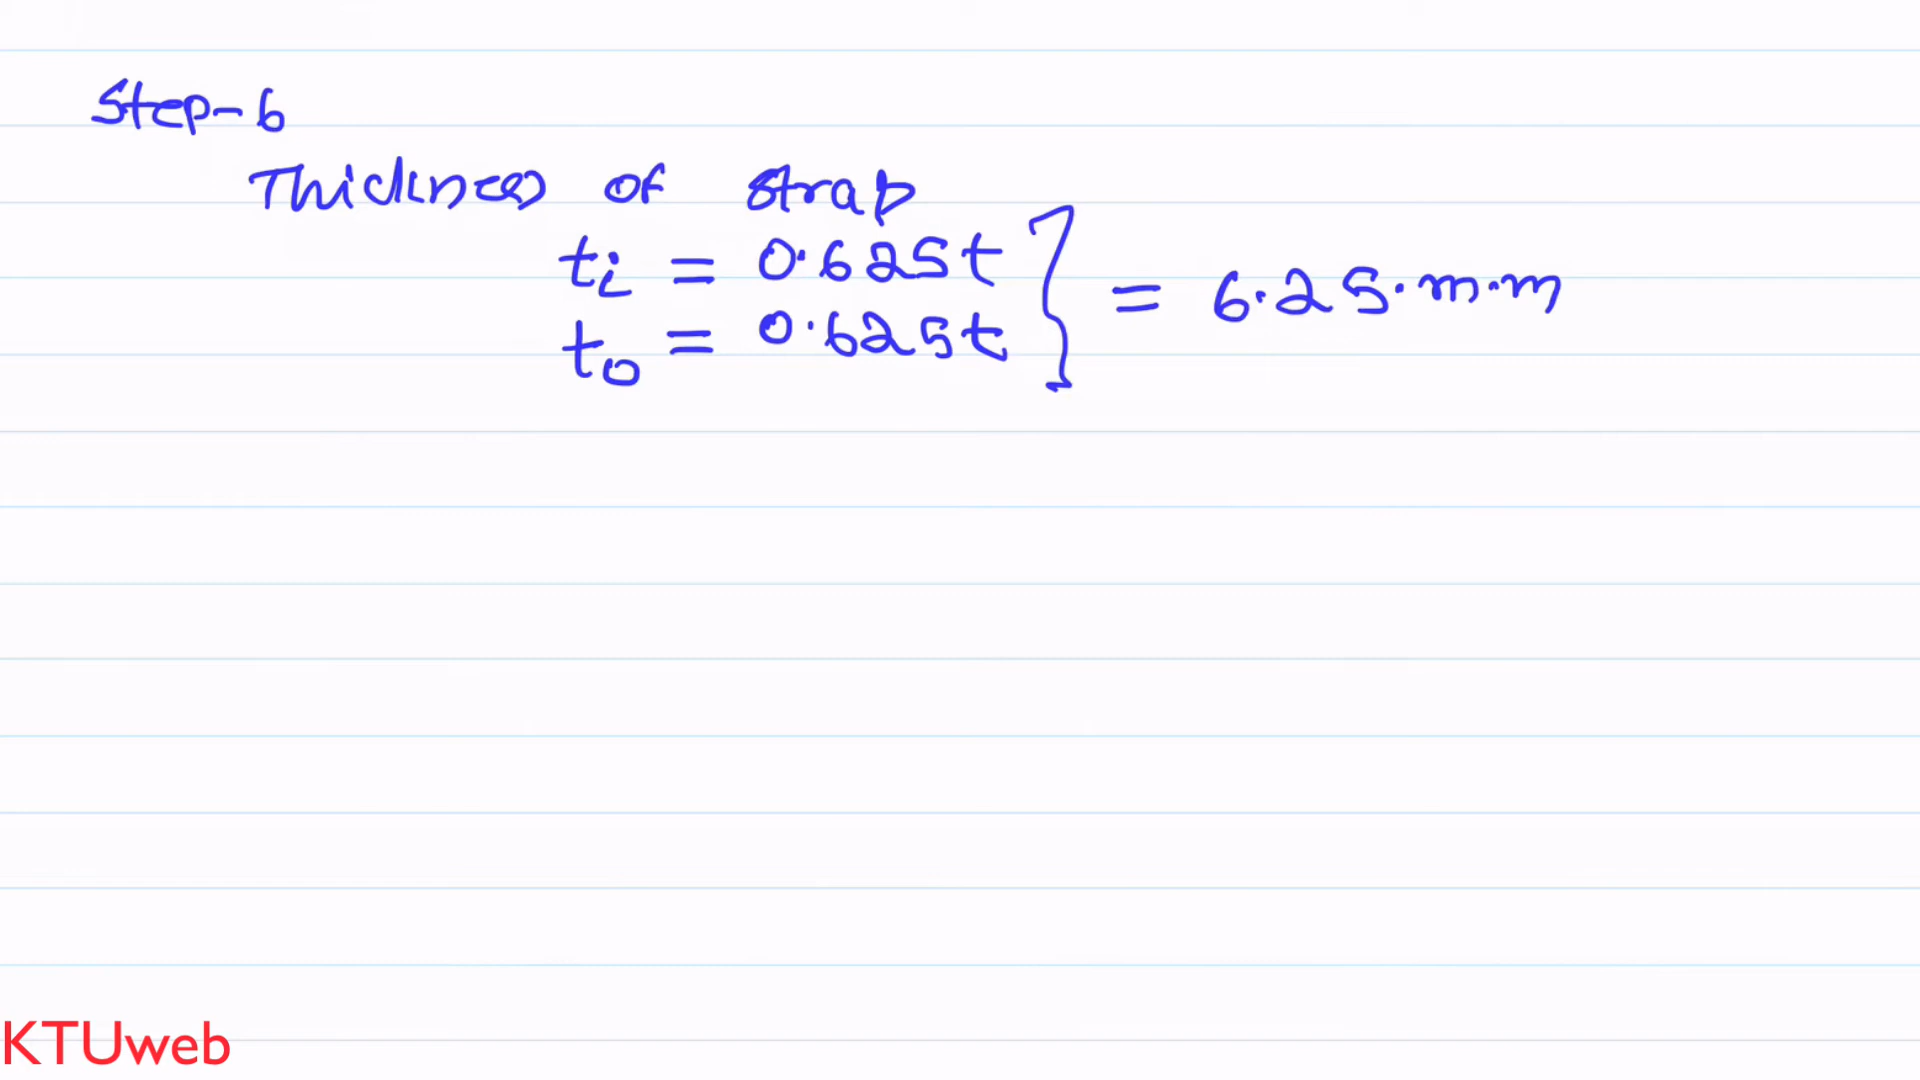 Step-6
Thickness of strap
ti = 0.625t
to = 0.625t
} = 6.25.m.m
KTUweb